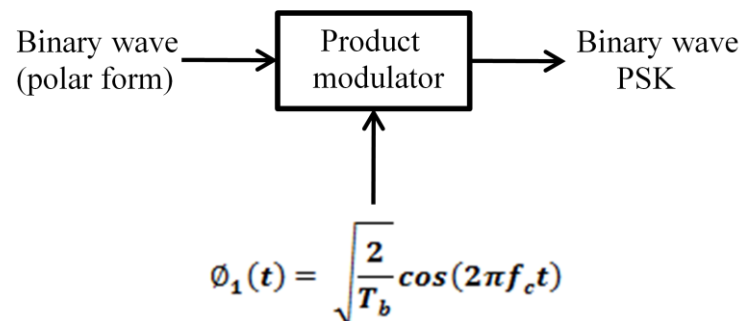 Binary wave
(polar form)
Product
modulator
Binary wave
PSK
∅₁(t) = √(2/T_b) cos(2πf_c t)